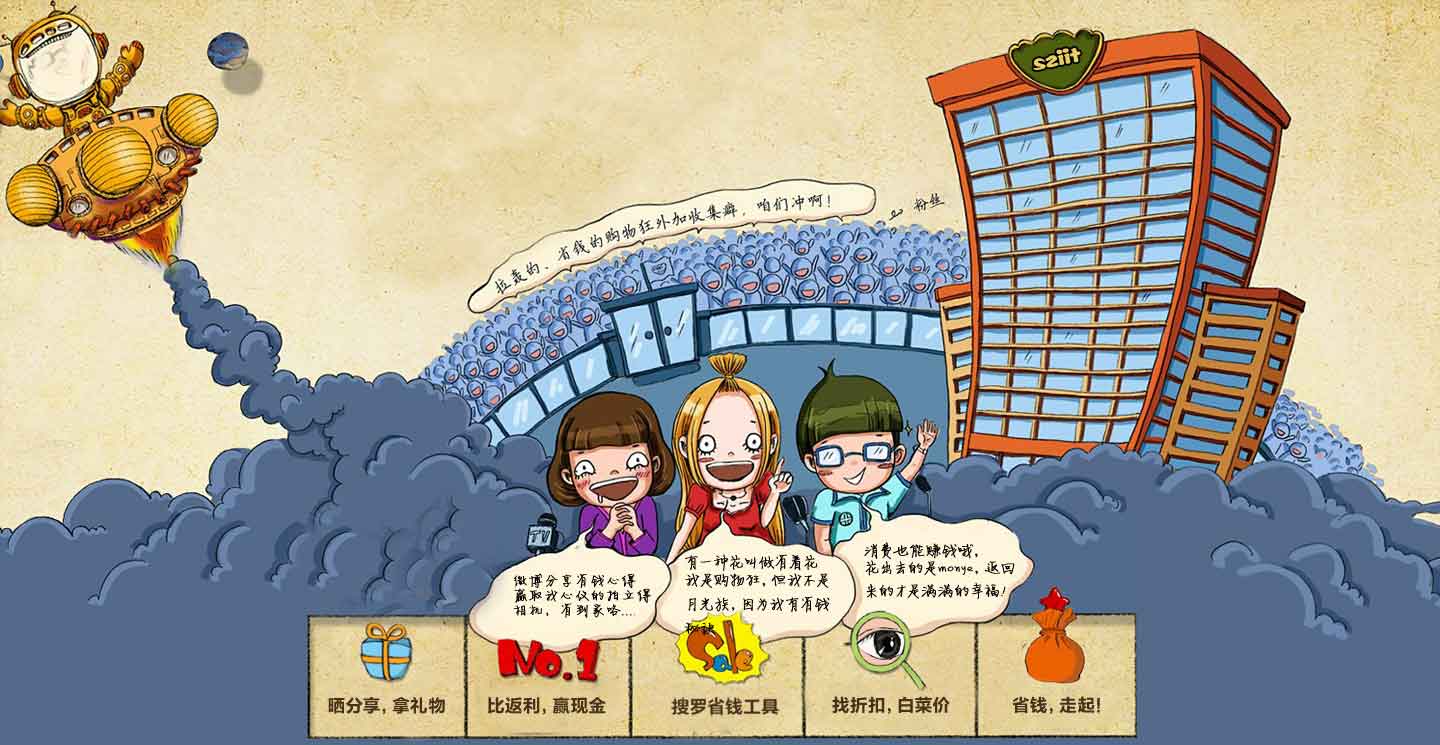 sziit
拉轰的、省钱的购物狂外加收集癖，咱们冲啊！
粉丝
TV
微博分享有钱心得
赢取我心仪的拍立得
相机，有到家哈....
有一种花叫做有着花
我是购物狂，但我不是
月光族，因为我有有钱
秘诀
消费也能赚钱哦，
花出去的是monye，返回
来的才是满满的幸福！
No.1
Sale
晒分享，拿礼物
比返利，赢现金
搜罗省钱工具
找折扣，白菜价
省钱，走起！